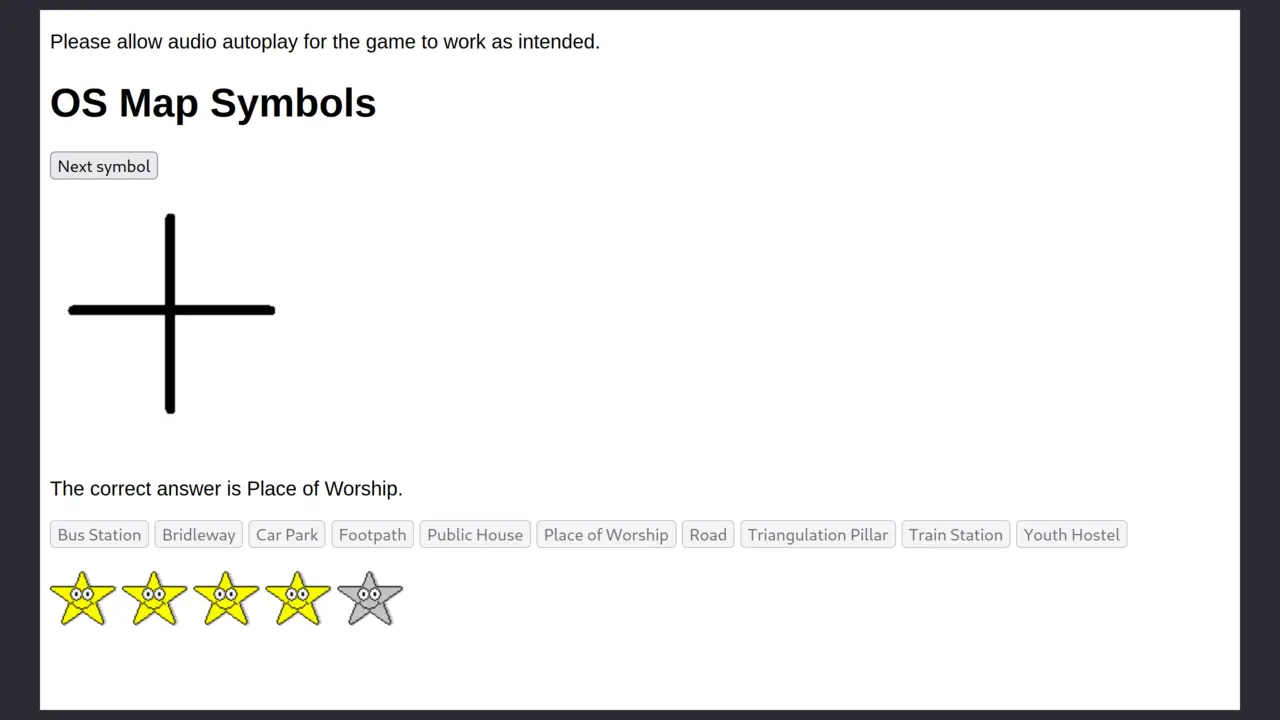 Please allow audio autoplay for the game to work as intended.
OS Map Symbols
Next symbol
The correct answer is Place of Worship.
Bus Station Bridleway Car Park Footpath Public House Place of Worship Road Triangulation Pillar Train Station Youth Hostel